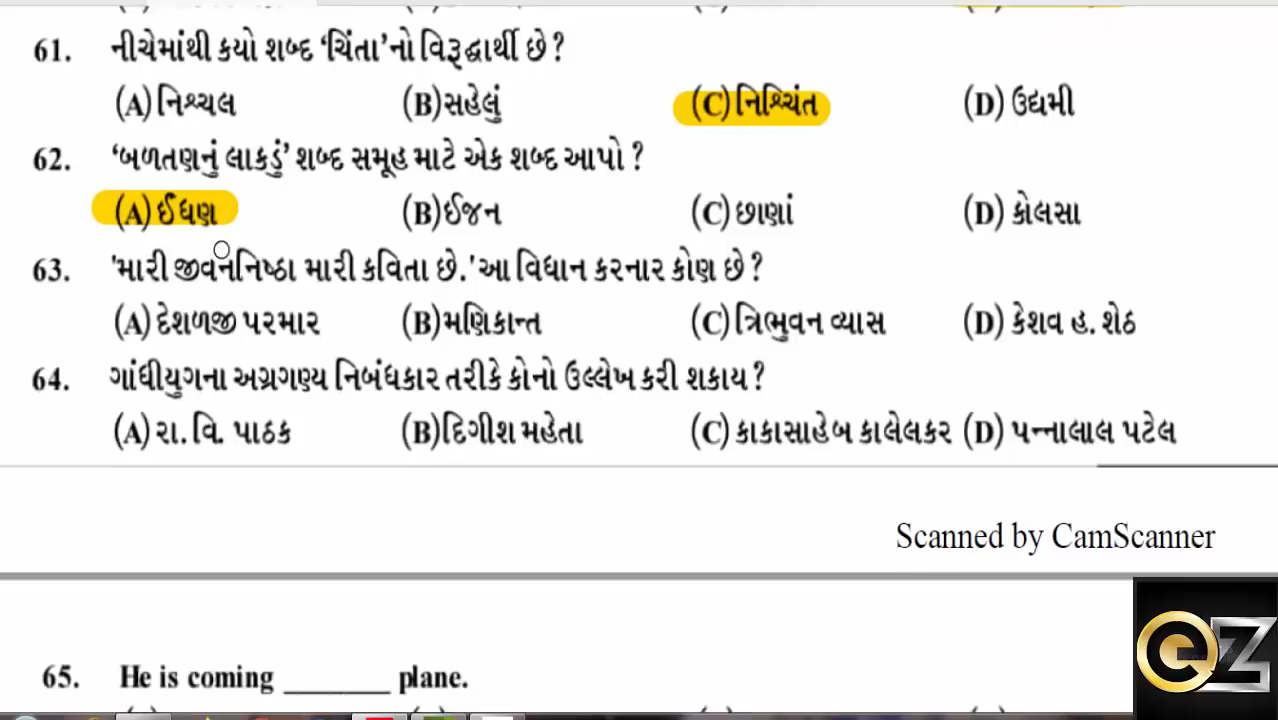 61. નીચેમાંથી કયો શબ્દ ‘ચિંતા’નો વિરૂદ્ધાર્થી છે?
(A) નિશ્ચલ (B) સહેલું (C) નિશ્ચિંત (D) ઉદ્યમી
62. ‘બળતણનું લાકડું’ શબ્દ સમૂહ માટે એક શબ્દ આપો?
(A) ઈંધણ (B) ઈજન (C) છાણાં (D) કોલસા
63. 'મારી જીવનનિષ્ઠા મારી કવિતા છે.' આ વિધાન કરનાર કોણ છે?
(A) દેશળજી પરમાર (B) મણિકાન્ત (C) ત્રિભુવન વ્યાસ (D) કેશવ હ. શેઠ
64. ગાંધીયુગના અગ્રગણ્ય નિબંધકાર તરીકે કોનો ઉલ્લેખ કરી શકાય?
(A) રા. વિ. પાઠક (B) દિગીશ મહેતા (C) કાકાસાહેબ કાલેલકર (D) પન્નાલાલ પટેલ
Scanned by CamScanner
65. He is coming _______ plane.
eZ